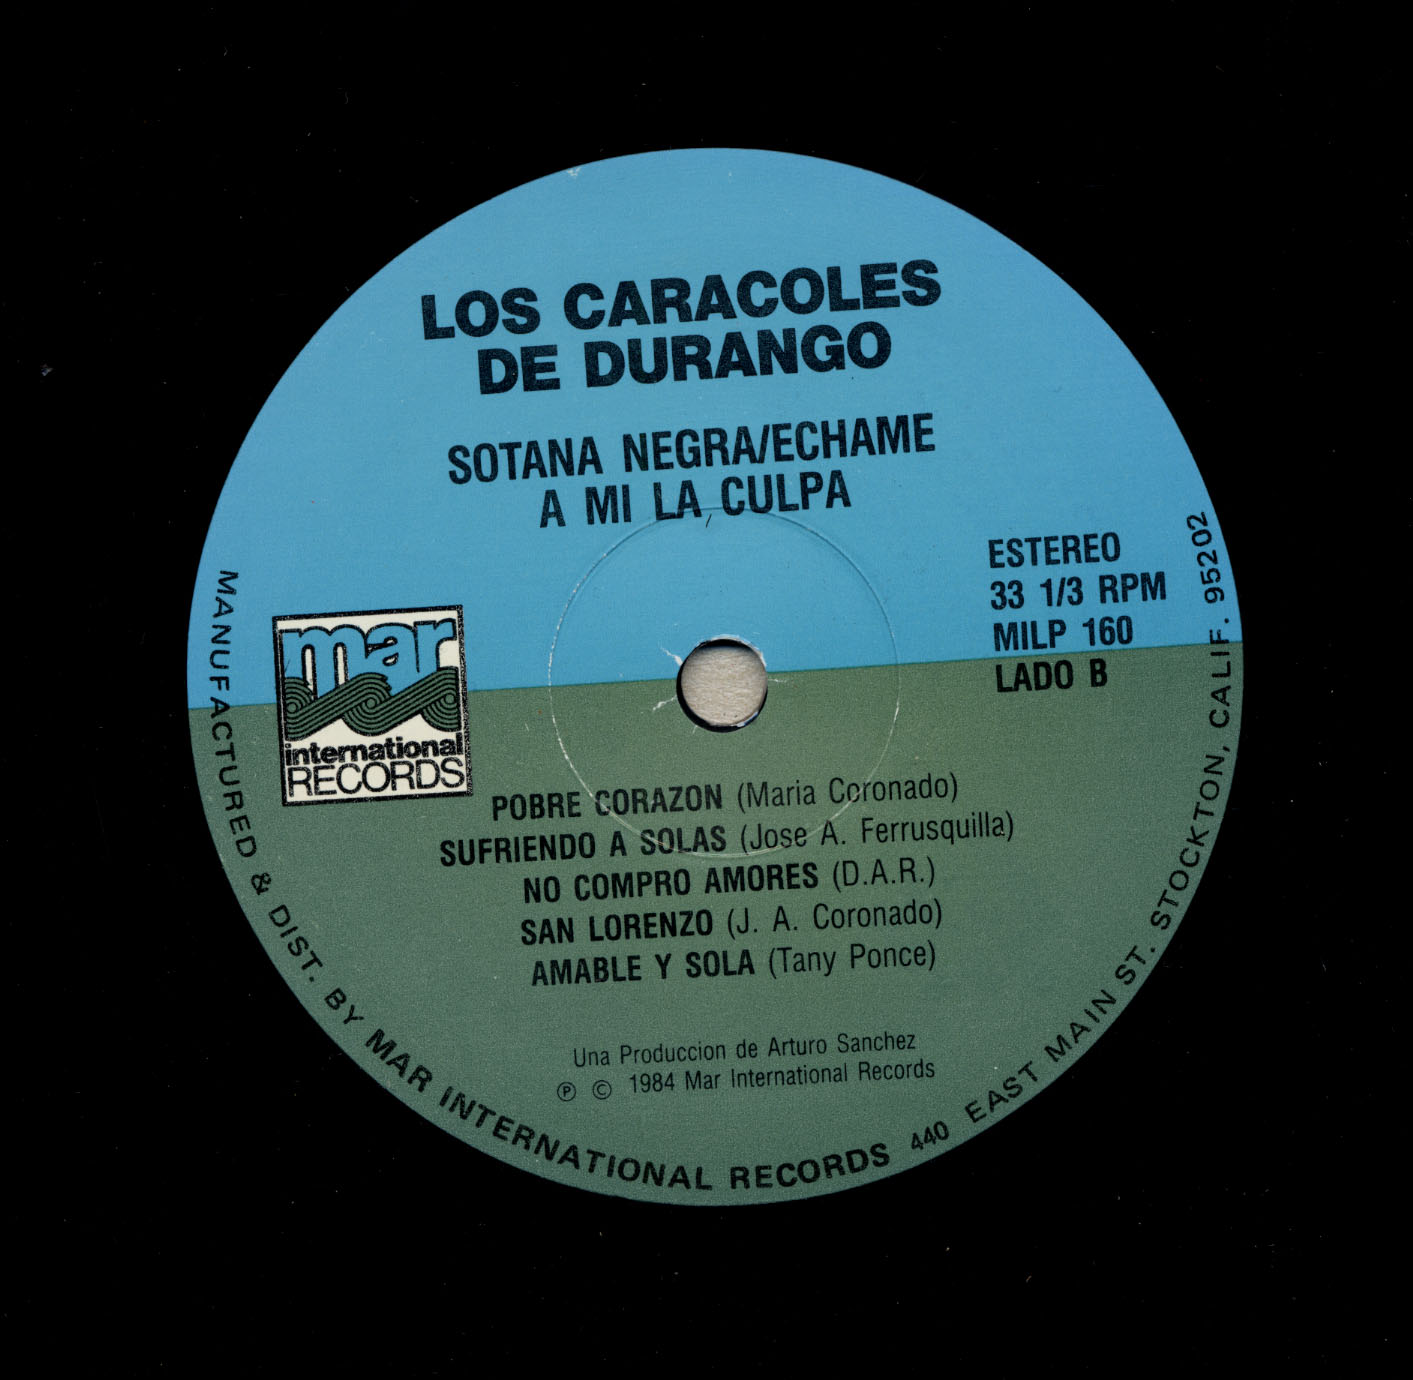 LOS CARACOLES
DE DURANGO
SOTANA NEGRA/ECHAME
A MI LA CULPA
ESTEREO
33 1/3 RPM
MILP 160
LADO B
mar
international
RECORDS
POBRE CORAZON (Maria Coronado)
SUFRIENDO A SOLAS (Jose A. Ferrusquilla)
NO COMPRO AMORES (D.A.R.)
SAN LORENZO (J. A. Coronado)
AMABLE Y SOLA (Tany Ponce)
Una Produccion de Arturo Sanchez
Ⓟ © 1984 Mar International Records
MANUFACTURED & DIST. BY MAR INTERNATIONAL RECORDS 440 EAST MAIN ST. STOCKTON, CALIF. 95202